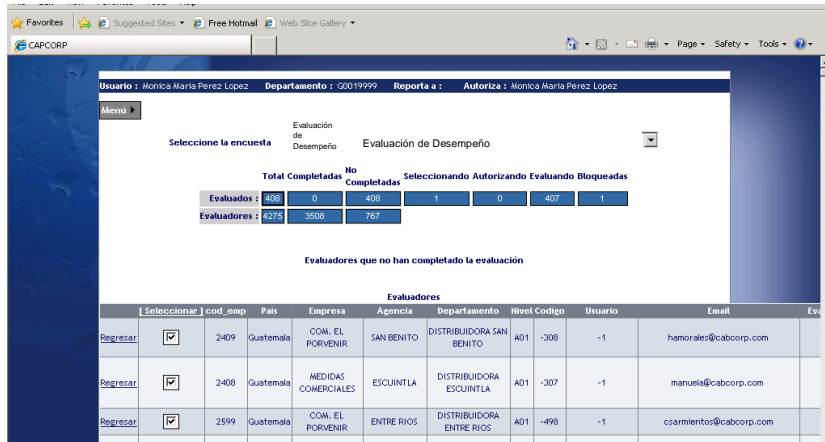 Favorites Suggested Sites Free Hotmail Web Slice Gallery
CAPCORP Page Safety Tools
Usuario : Monica Maria Perez Lopez Departamento : G0019999 Reporta a : Autoriza : Monica Maria Perez Lopez
Menú
Seleccione la encuesta
Evaluación
de
Desempeño
Evaluación de Desempeño
Total Completadas No Completadas Seleccionando Autorizando Evaluando Bloqueadas
Evaluados : 408 0 408 1 0 407 1
Evaluadores : 4275 3508 767
Evaluadores que no han completado la evaluación
Evaluadores
[ Seleccionar ] cod_emp Pais Empresa Agencia Departamento Nivel Codigo Usuario Email
Regresar 2409 Guatemala COM. EL PORVENIR SAN BENITO DISTRIBUIDORA SAN BENITO A01 -308 -1 hamorales@cabcorp.com
Regresar 2408 Guatemala MEDIDAS COMERCIALES ESCUINTLA DISTRIBUIDORA ESCUINTLA A01 -307 -1 manuela@cabcorp.com
Regresar 2599 Guatemala COM. EL PORVENIR ENTRE RIOS DISTRIBUIDORA ENTRE RIOS A01 -498 -1 csarmientos@cabcorp.com